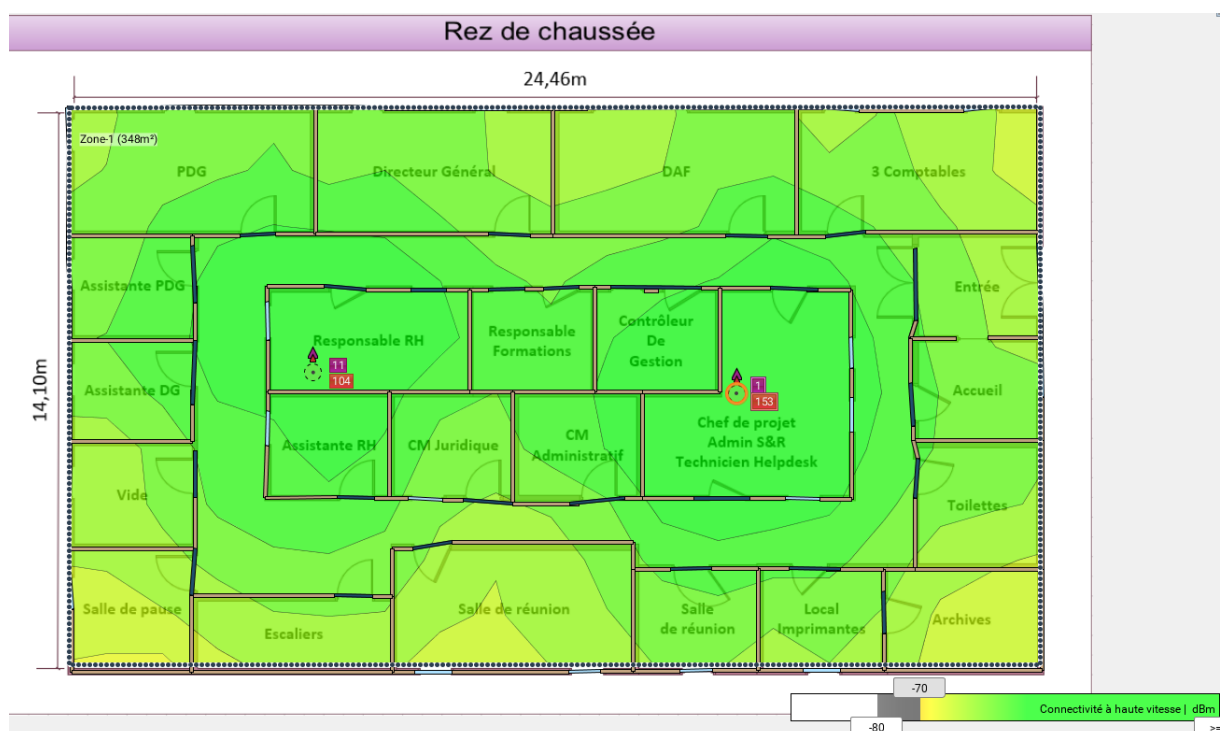 Rez de chaussée
24,46m
Zone-1 (348m²)
PDG
Directeur Général
DAF
3 Comptables
14,10m
Assistante PDG
Entrée
Responsable RH
Responsable
Formations
Contrôleur
De
Gestion
11
104
1
153
Assistante DG
Accueil
Chef de projet
Admin S&R
Technicien Helpdesk
Assistante RH
CM Juridique
CM
Administratif
Vide
Toilettes
Salle de pause
Escaliers
Salle de réunion
Salle
de réunion
Local
Imprimantes
Archives
-70
Connectivité à haute vitesse | dBm
-80
>=